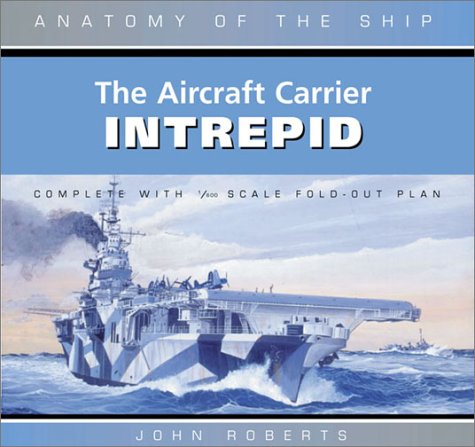 ANATOMY OF THE SHIP
The Aircraft Carrier
INTREPID
COMPLETE WITH 1/600 SCALE FOLD-OUT PLAN
JOHN ROBERTS